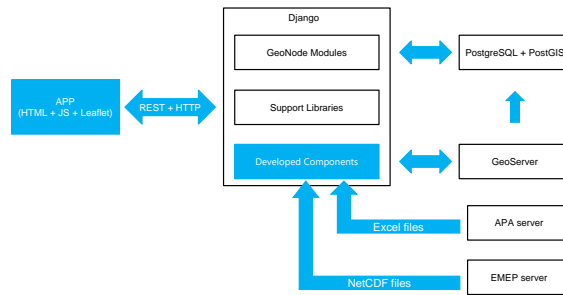 Django
GeoNode Modules
PostgreSQL + PostGIS
APP
(HTML + JS + Leaflet)
REST + HTTP
Support Libraries
Developed Components
GeoServer
Excel files
APA server
NetCDF files
EMEP server